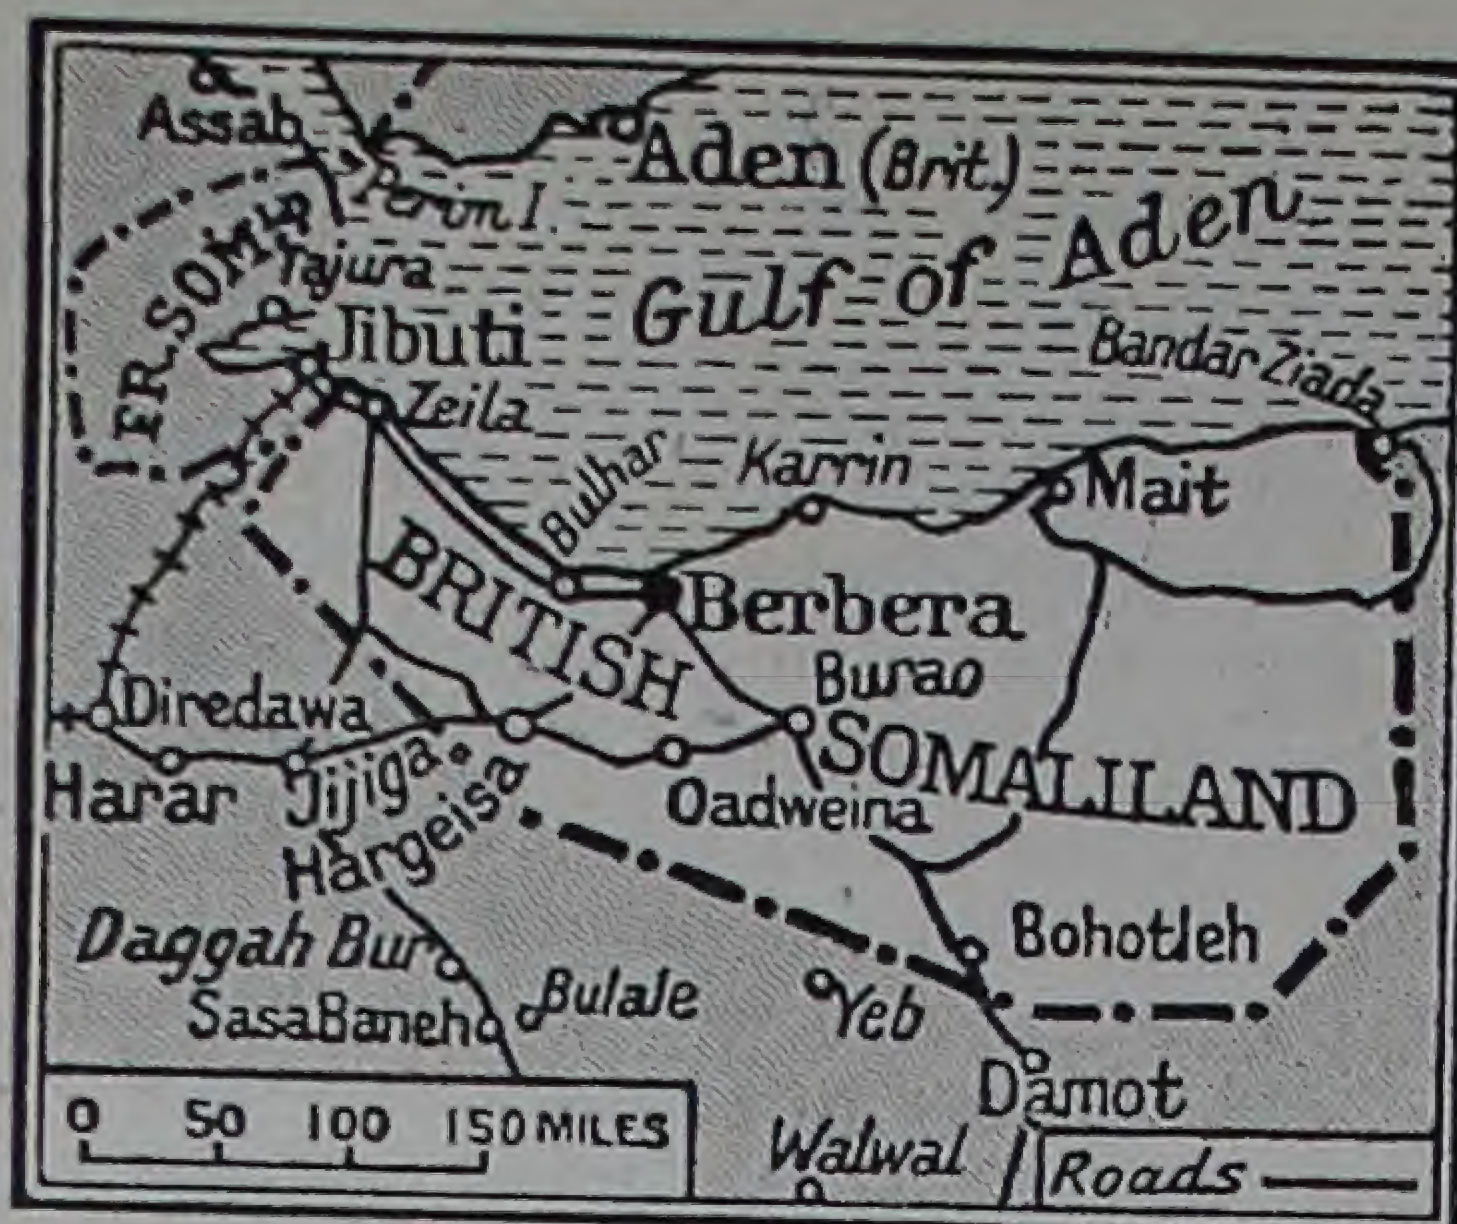 Assab
Aden (Brit.)
Perim I.
Gulf of Aden
FR. SOMLD
Tajura
Jibuti
Bandar Ziada
Zeila
Bulhar
Karrin
Mait
BRITISH
Berbera
Burao
Diredawa
SOMALILAND
Harar
Jijiga
Hargeisa
Oadweina
Daggah Bur
Bohotleh
SasaBaneh
Bulale
Yeb
Damot
0 50 100 150 MILES
Walwal
Roads